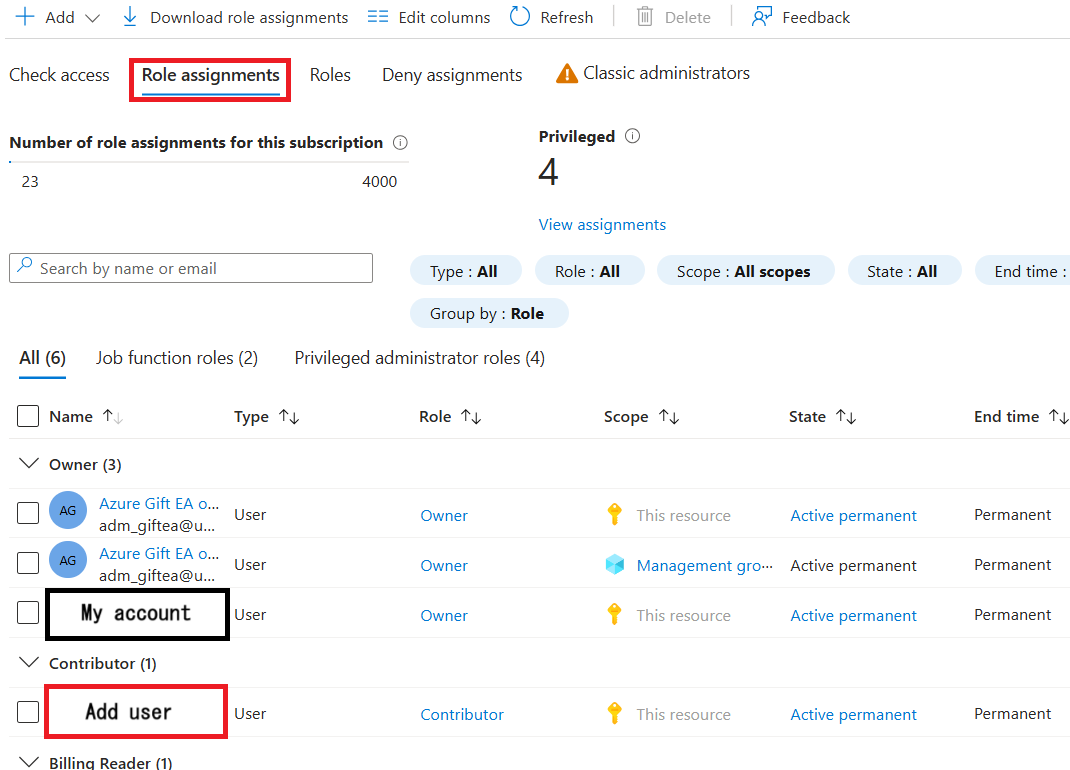 Add Download role assignments Edit columns Refresh Delete Feedback
Check access Role assignments Roles Deny assignments Classic administrators
Number of role assignments for this subscription
23 4000
Privileged
4
View assignments
Search by name or email
Type : All Role : All Scope : All scopes State : All End time :
Group by : Role
All (6) Job function roles (2) Privileged administrator roles (4)
Name Type Role Scope State End time
Owner (3)
AG Azure Gift EA o... User Owner This resource Active permanent Permanent
adm_giftea@u...
AG Azure Gift EA o... User Owner Management gro... Active permanent Permanent
adm_giftea@u...
My account User Owner This resource Active permanent Permanent
Contributor (1)
Add user User Contributor This resource Active permanent Permanent
Billing Reader (1)